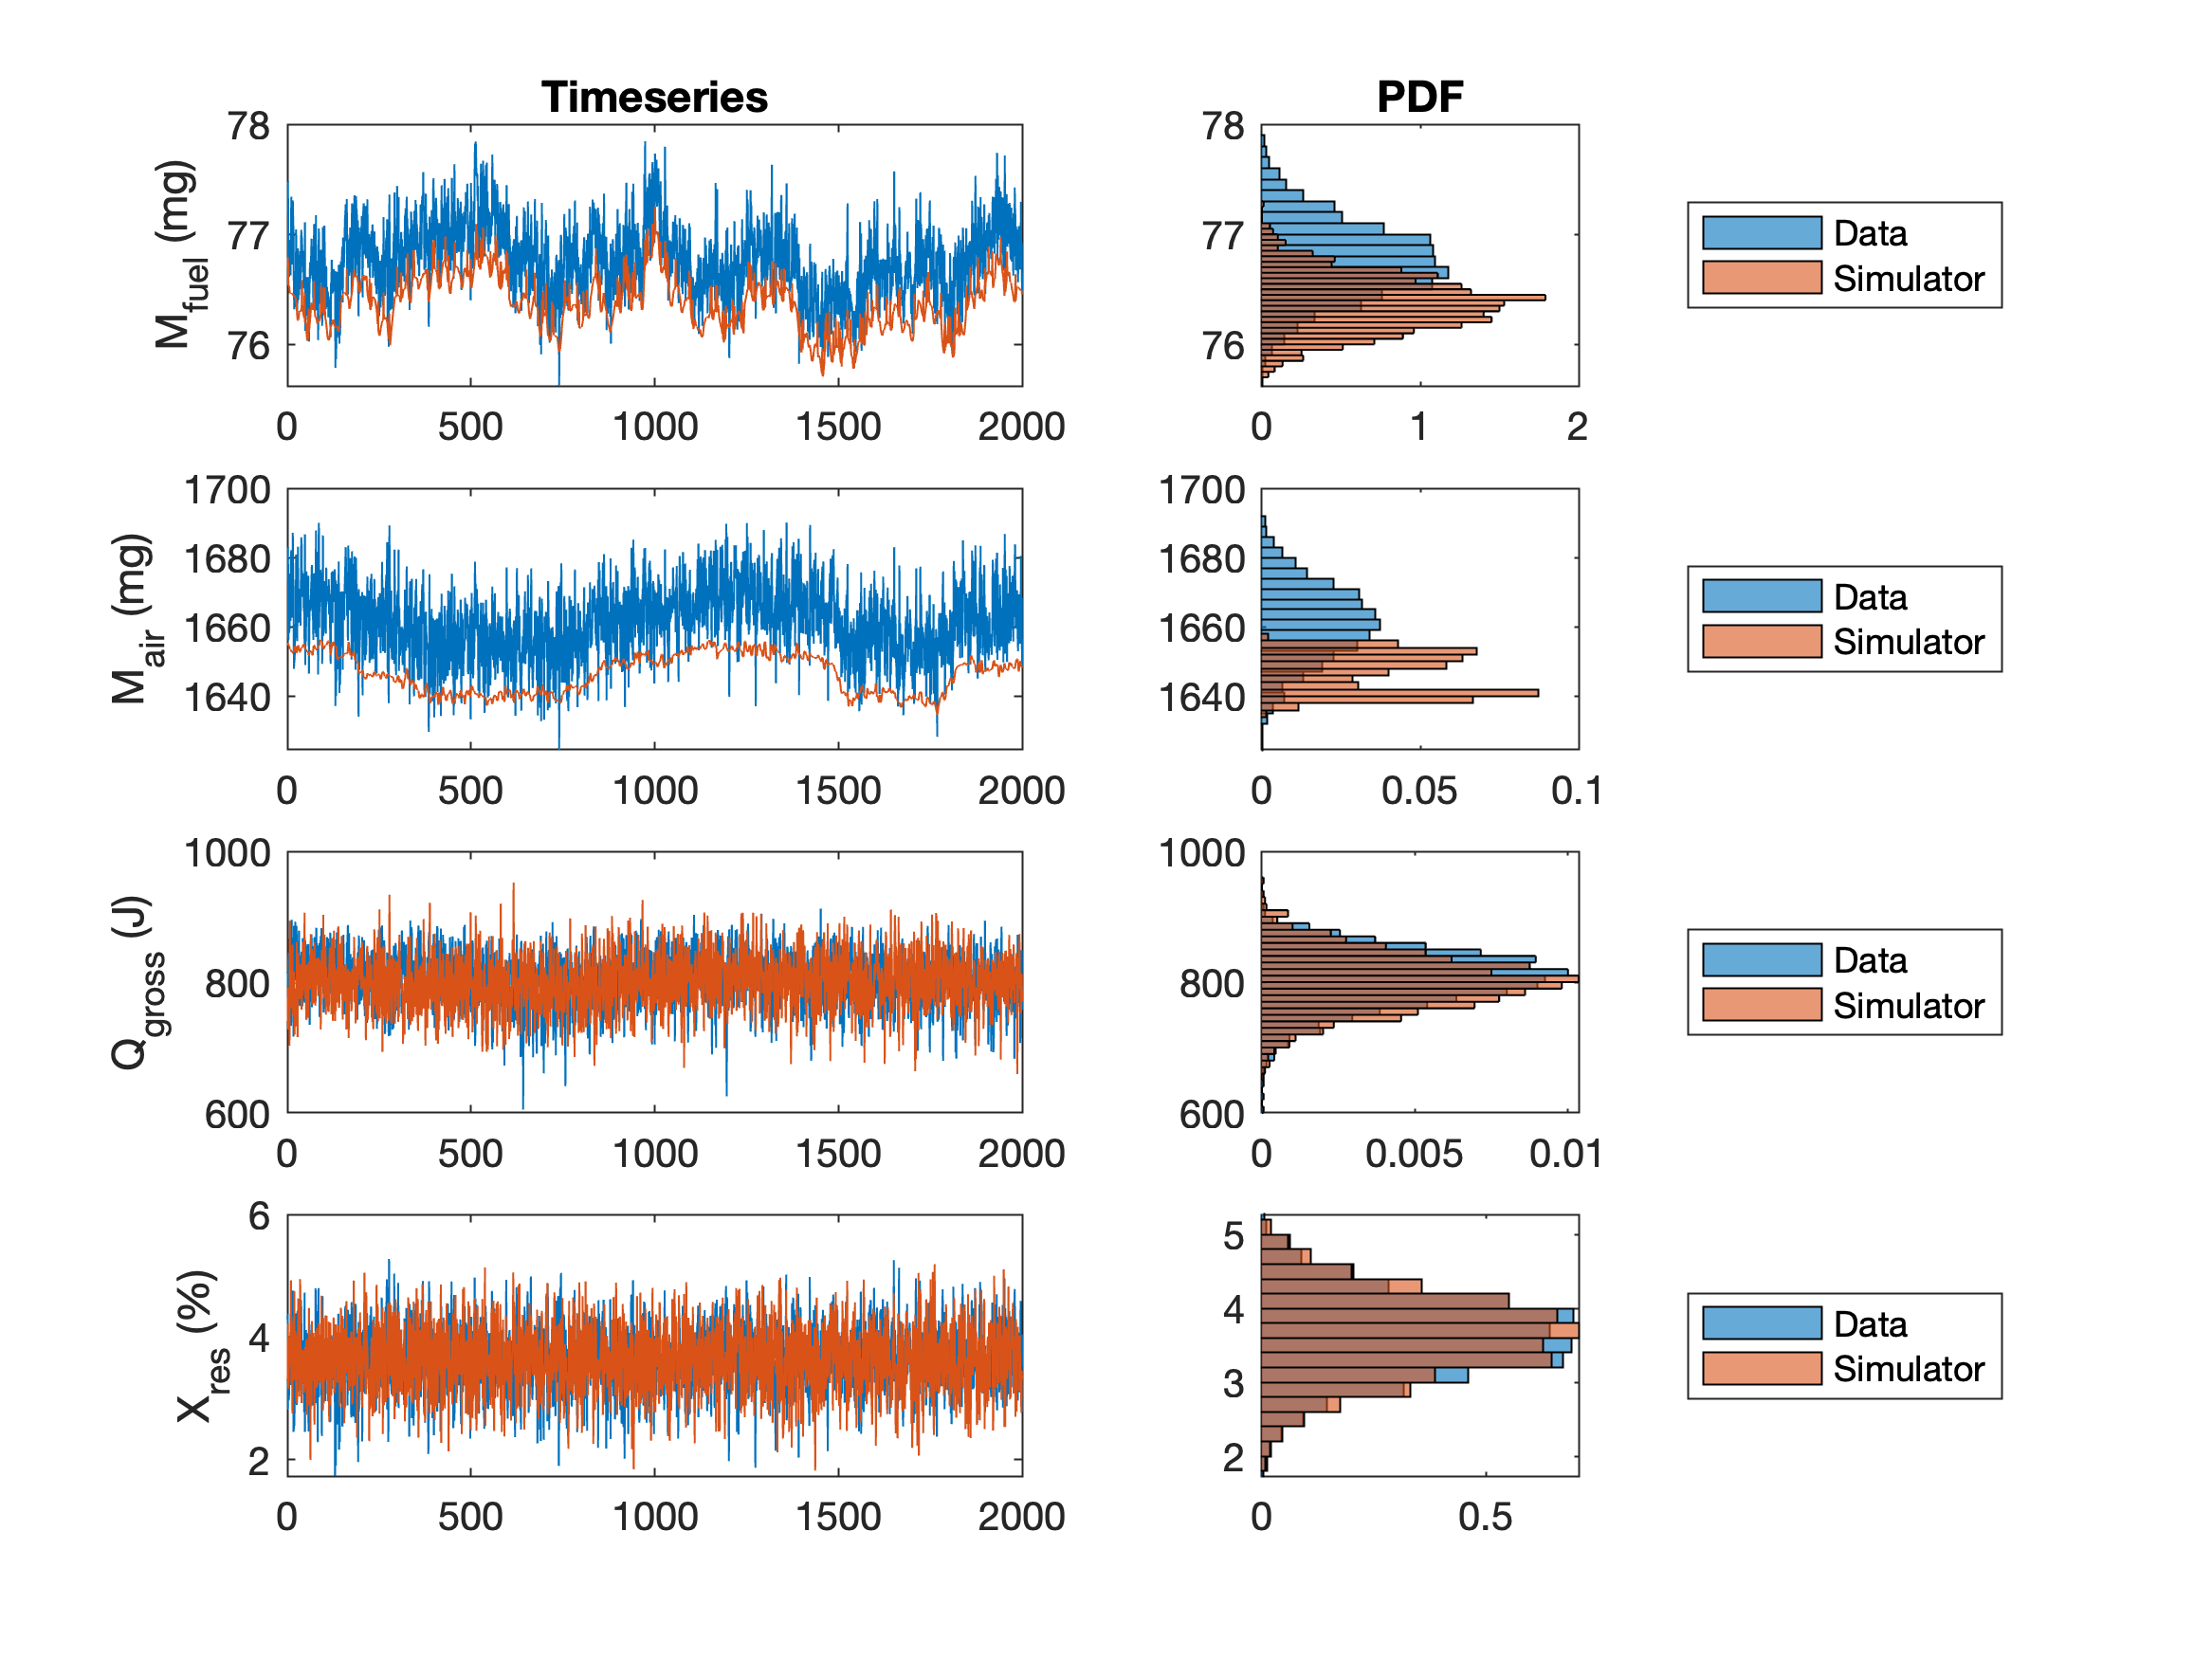 Timeseries
PDF
M_fuel (mg)
78
77
76
0 500 1000 1500 2000
78
77
76
0 1 2
Data
Simulator
M_air (mg)
1700
1680
1660
1640
0 500 1000 1500 2000
1700
1680
1660
1640
0 0.05 0.1
Data
Simulator
Q_gross (J)
1000
800
600
0 500 1000 1500 2000
1000
800
600
0 0.005 0.01
Data
Simulator
X_res (%)
6
4
2
0 500 1000 1500 2000
5
4
3
2
0 0.5
Data
Simulator